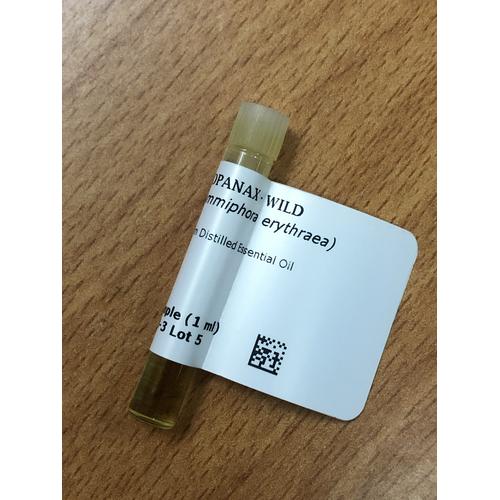 OPANAX - WILD
mmiphora erythraea)
Distilled Essential Oil
ple (1 ml)
-3 Lot 5